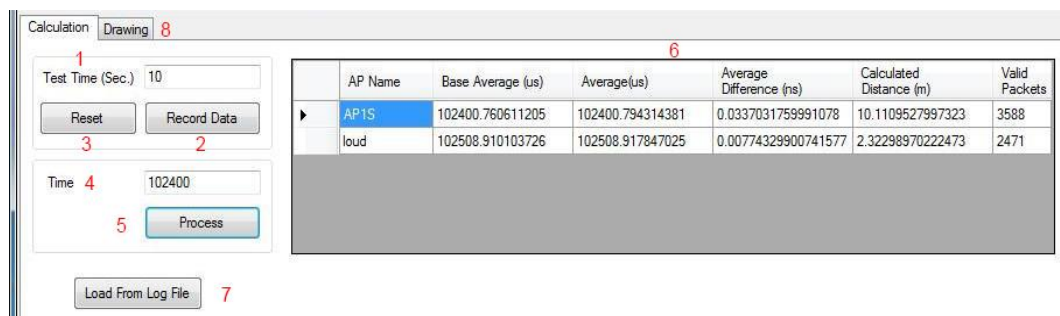 Calculation Drawing 8
1
Test Time (Sec.) 10
Reset Record Data
3 2
Time 4 102400
5 Process
Load From Log File 7
6
AP Name Base Average (us) Average(us) Average Difference (ns) Calculated Distance (m) Valid Packets
AP1S 102400.760611205 102400.794314381 0.0337031759991078 10.1109527997323 3588
loud 102508.910103726 102508.917847025 0.00774329900741577 2.32298970222473 2471